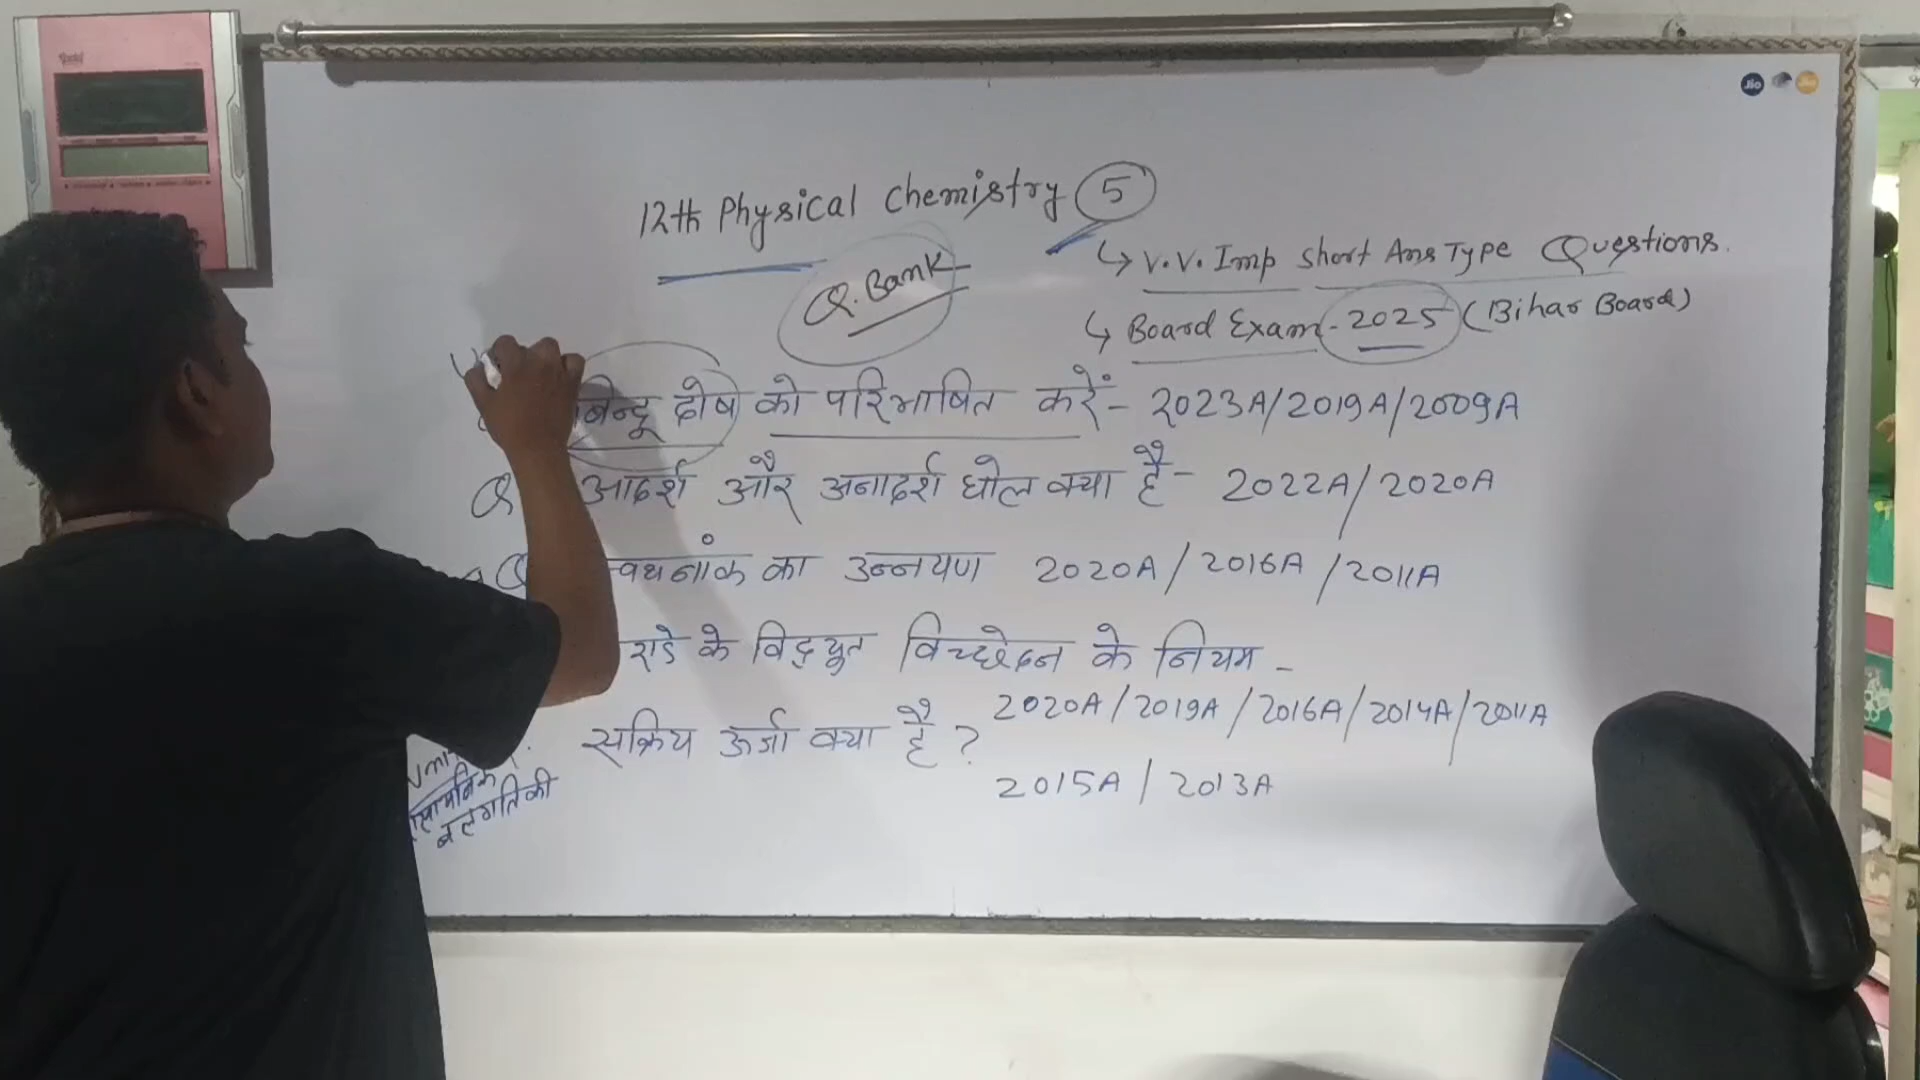 12th Physical Chemistry 5
Q. Bank
↳ V.V. Imp Short Ans Type Questions.
↳ Board Exam - 2025 (Bihar Board)
बिन्दू दोष को परिभाषित करें - 2023A/2019A/2009A
Q आदर्श और अनादर्श घोल क्या है - 2022A/2020A
Q क्वथनांक का उन्नयण 2020A/2016A/2011A
राडे के विद्युत विच्छेदन के नियम -
2020A/2019A/2016A/2014A/2011A
सक्रिय ऊर्जा क्या है ?
2015A/2013A
बलगतिकी
Jio